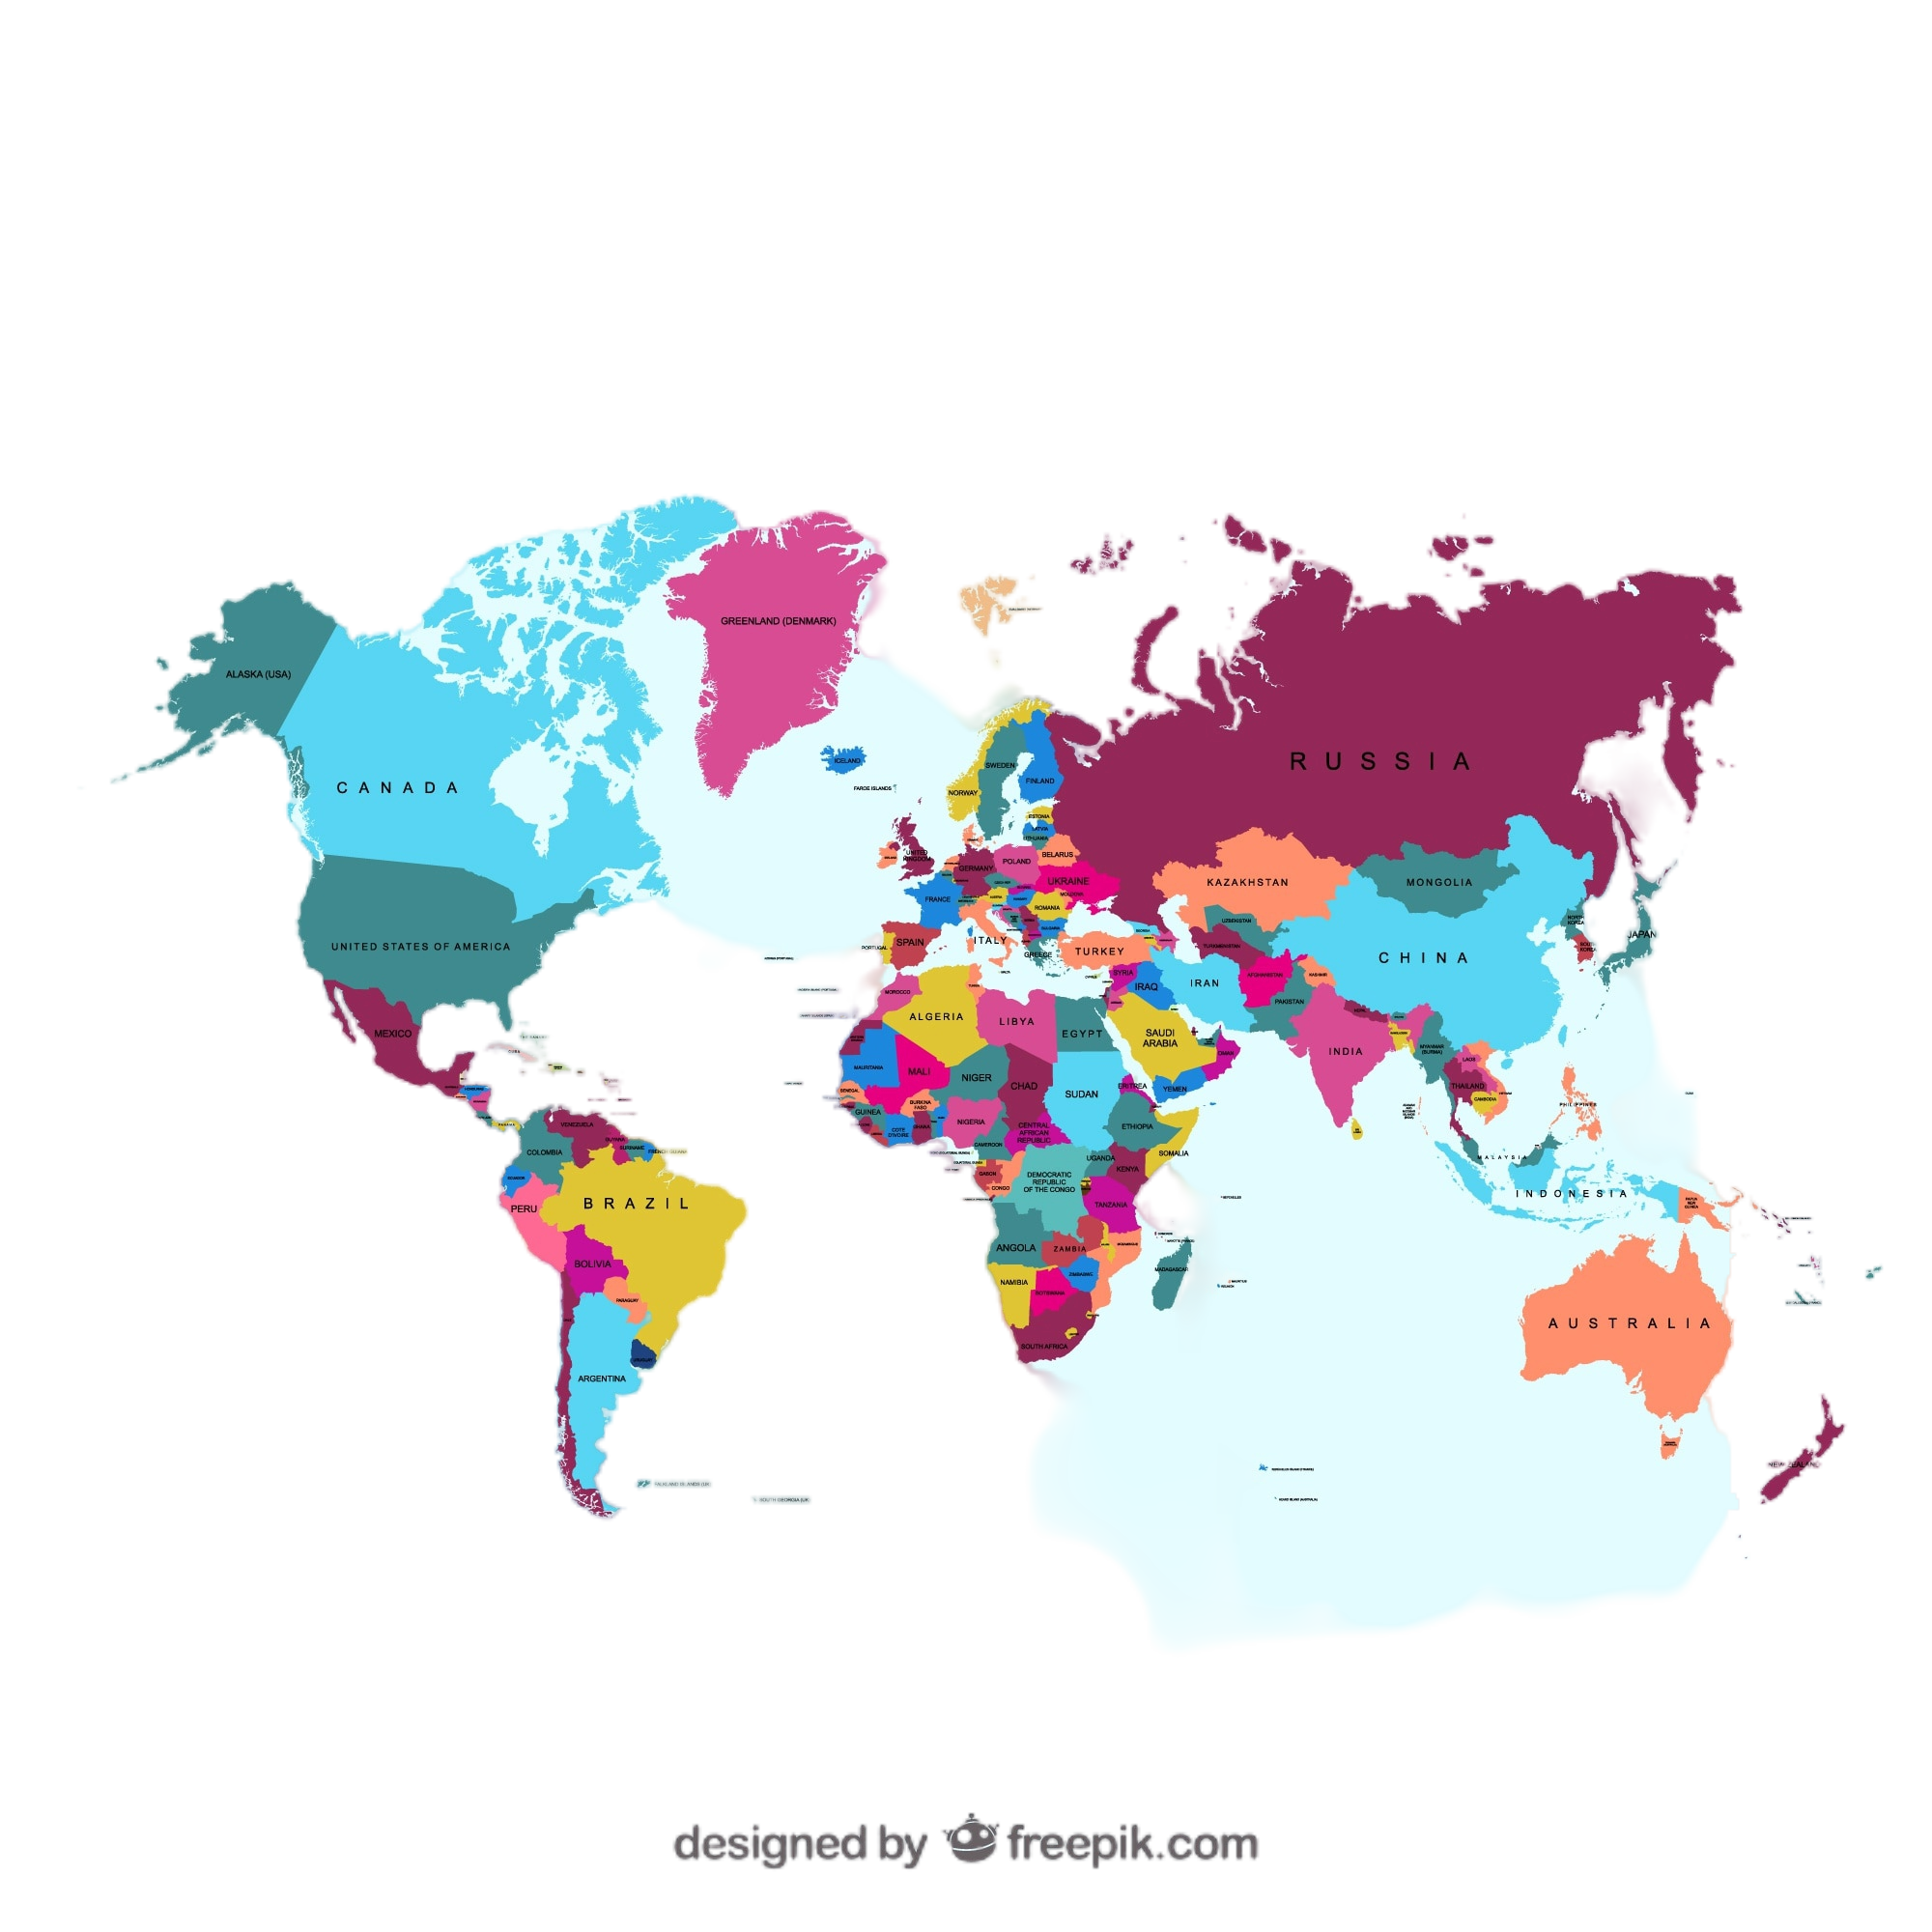 GREENLAND (DENMARK)
ALASKA (USA)
CANADA
RUSSIA
ICELAND
FAROE ISLANDS
SWEDEN
FINLAND
NORWAY
ESTONIA
LATVIA
LITHUANIA
UNITED
KINGDOM
BELARUS
GERMANY
POLAND
UKRAINE
MOLDOVA
FRANCE
ROMANIA
KAZAKHSTAN
MONGOLIA
UNITED STATES OF AMERICA
PORTUGAL
SPAIN
ITALY
GREECE
TURKEY
UZBEKISTAN
TURKMENISTAN
NORTH
KOREA
SOUTH
KOREA
JAPAN
CHINA
SYRIA
IRAQ
IRAN
AFGHANISTAN
KASHMIR
PAKISTAN
MOROCCO
ALGERIA
LIBYA
EGYPT
SAUDI
ARABIA
MEXICO
CUBA
INDIA
MYANMAR
(BURMA)
LAOS
THAILAND
CAMBODIA
PHILIPPINES
OMAN
YEMEN
ERITREA
MAURITANIA
MALI
NIGER
CHAD
SUDAN
SENEGAL
GUINEA
BURKINA
FASO
COTE
D'IVOIRE
GHANA
NIGERIA
CENTRAL
AFRICAN
REPUBLIC
CAMEROON
ETHIOPIA
SOMALIA
PANAMA
VENEZUELA
GUYANA
SURINAME
FRENCH GUIANA
COLOMBIA
ECUADOR
PERU
BRAZIL
BOLIVIA
PARAGUAY
ARGENTINA
UGANDA
KENYA
GABON
CONGO
DEMOCRATIC
REPUBLIC
OF THE CONGO
TANZANIA
ANGOLA
ZAMBIA
MOZAMBIQUE
ZIMBABWE
NAMIBIA
BOTSWANA
SOUTH AFRICA
MADAGASCAR
MALAYSIA
INDONESIA
PAPUA
NEW
GUINEA
AUSTRALIA
NEW ZEALAND
FALKLAND ISLANDS (UK)
SOUTH GEORGIA (UK)
designed by freepik.com